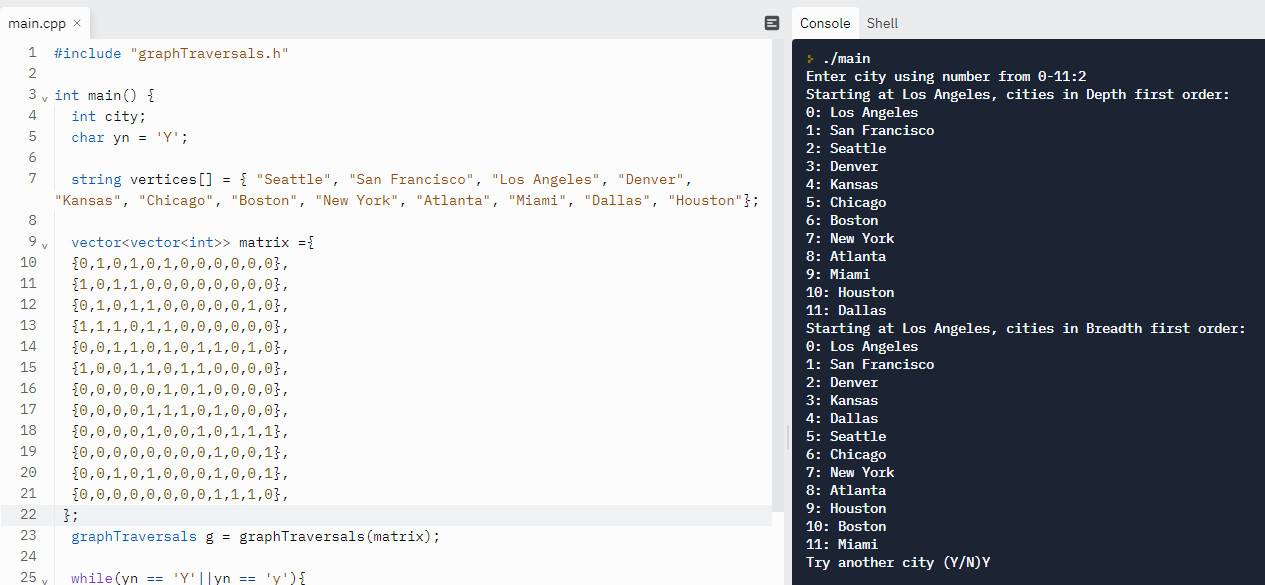 main.cpp ×
1 #include "graphTraversals.h"
2
3 int main() {
4 int city;
5 char yn = 'Y';
6
7 string vertices[] = { "Seattle", "San Francisco", "Los Angeles", "Denver",
"Kansas", "Chicago", "Boston", "New York", "Atlanta", "Miami", "Dallas", "Houston"};
8
9 vector<vector<int>> matrix ={
10 {0,1,0,1,0,1,0,0,0,0,0,0},
11 {1,0,1,1,0,0,0,0,0,0,0,0},
12 {0,1,0,1,1,0,0,0,0,0,1,0},
13 {1,1,1,0,1,1,0,0,0,0,0,0},
14 {0,0,1,1,0,1,0,1,1,0,1,0},
15 {1,0,0,1,1,0,1,1,0,0,0,0},
16 {0,0,0,0,0,1,0,1,0,0,0,0},
17 {0,0,0,0,1,1,1,0,1,0,0,0},
18 {0,0,0,0,1,0,0,1,0,1,1,1},
19 {0,0,0,0,0,0,0,0,1,0,0,1},
20 {0,0,1,0,1,0,0,0,1,0,0,1},
21 {0,0,0,0,0,0,0,0,1,1,1,0},
22 };
23 graphTraversals g = graphTraversals(matrix);
24
25 while(yn == 'Y'||yn == 'y'){
Console Shell
./main
Enter city using number from 0-11:2
Starting at Los Angeles, cities in Depth first order:
0: Los Angeles
1: San Francisco
2: Seattle
3: Denver
4: Kansas
5: Chicago
6: Boston
7: New York
8: Atlanta
9: Miami
10: Houston
11: Dallas
Starting at Los Angeles, cities in Breadth first order:
0: Los Angeles
1: San Francisco
2: Denver
3: Kansas
4: Dallas
5: Seattle
6: Chicago
7: New York
8: Atlanta
9: Houston
10: Boston
11: Miami
Try another city (Y/N)Y